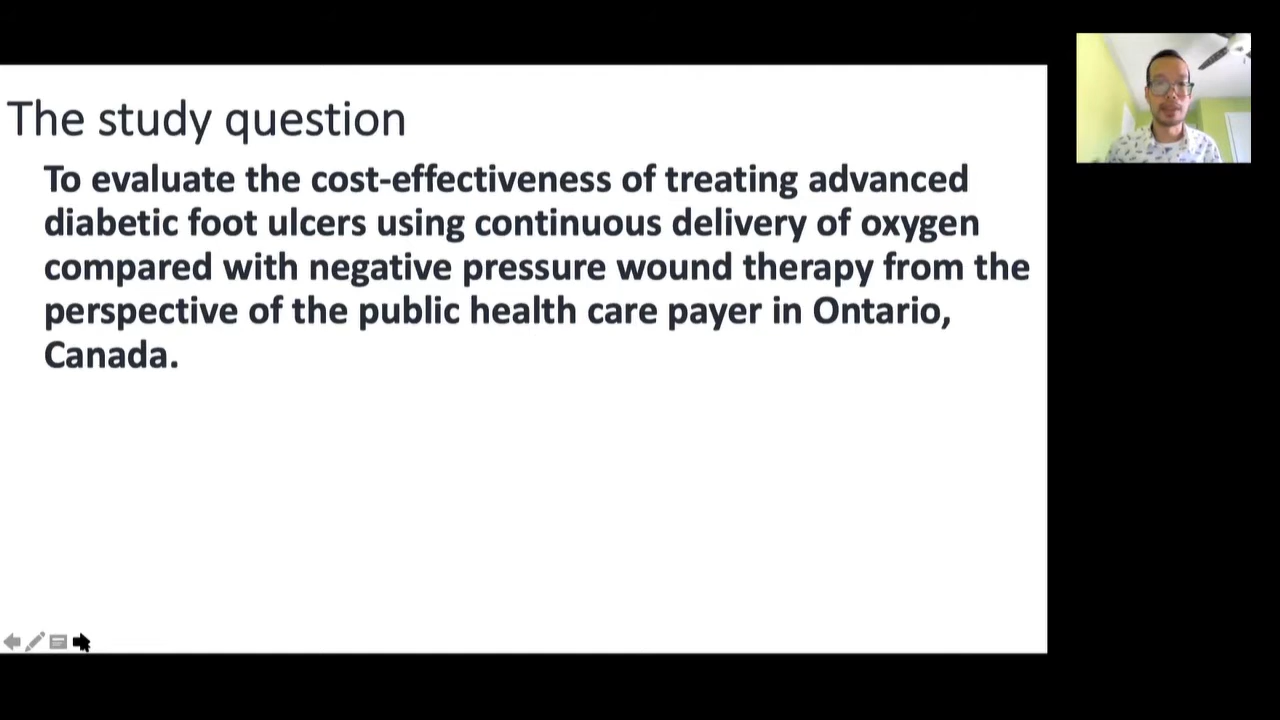 The study question
To evaluate the cost-effectiveness of treating advanced
diabetic foot ulcers using continuous delivery of oxygen
compared with negative pressure wound therapy from the
perspective of the public health care payer in Ontario,
Canada.